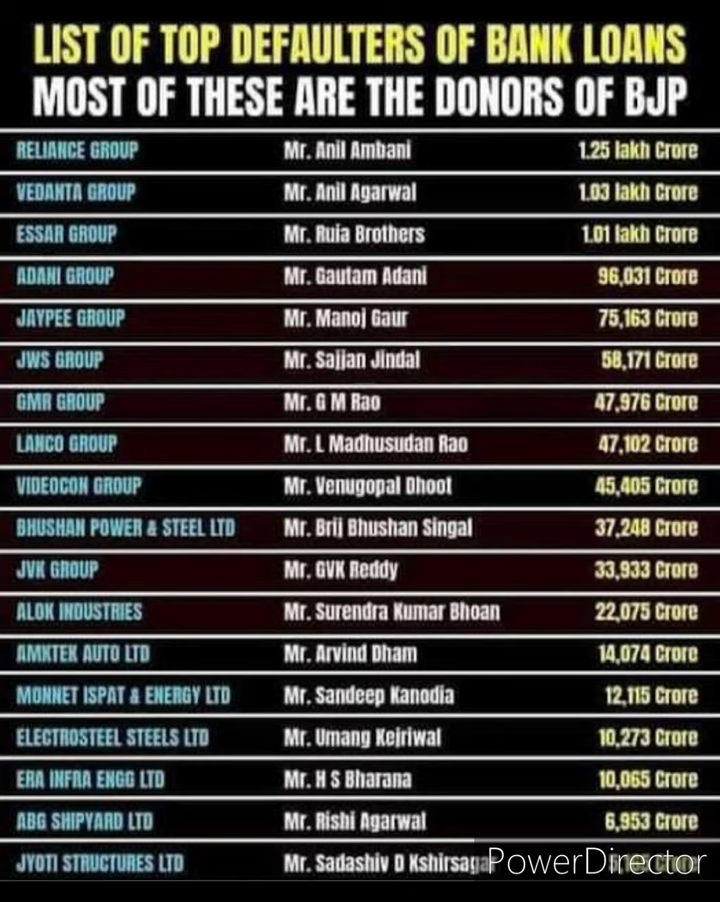 LIST OF TOP DEFAULTERS OF BANK LOANS
MOST OF THESE ARE THE DONORS OF BJP
RELIANCE GROUP Mr. Anil Ambani 1.25 lakh Crore
VEDANTA GROUP Mr. Anil Agarwal 1.03 lakh Crore
ESSAR GROUP Mr. Ruia Brothers 1.01 lakh Crore
ADANI GROUP Mr. Gautam Adani 96,031 Crore
JAYPEE GROUP Mr. Manoj Gaur 75,163 Crore
JWS GROUP Mr. Sajjan Jindal 58,171 Crore
GMR GROUP Mr. G M Rao 47,976 Crore
LANCO GROUP Mr. L Madhusudan Rao 47,102 Crore
VIDEOCON GROUP Mr. Venugopal Dhoot 45,405 Crore
BHUSHAN POWER & STEEL LTD Mr. Brij Bhushan Singal 37,248 Crore
JVK GROUP Mr. GVK Reddy 33,933 Crore
ALOK INDUSTRIES Mr. Surendra Kumar Bhoan 22,075 Crore
AMKTEK AUTO LTD Mr. Arvind Dham 14,074 Crore
MONNET ISPAT & ENERGY LTD Mr. Sandeep Kanodia 12,115 Crore
ELECTROSTEEL STEELS LTD Mr. Umang Kejriwal 10,273 Crore
ERA INFRA ENGG LTD Mr. H S Bharana 10,065 Crore
ABG SHIPYARD LTD Mr. Rishi Agarwal 6,953 Crore
JYOTI STRUCTURES LTD Mr. Sadashiv D Kshirsagar PowerDirector